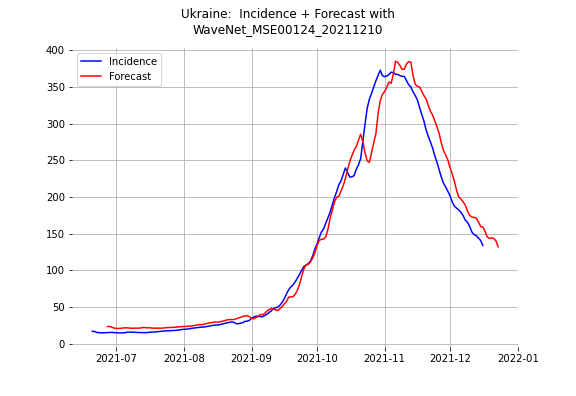 Ukraine:  Incidence + Forecast with
WaveNet_MSE00124_20211210
Incidence
Forecast
400
350
300
250
200
150
100
50
0
2021-07 2021-08 2021-09 2021-10 2021-11 2021-12 2022-01